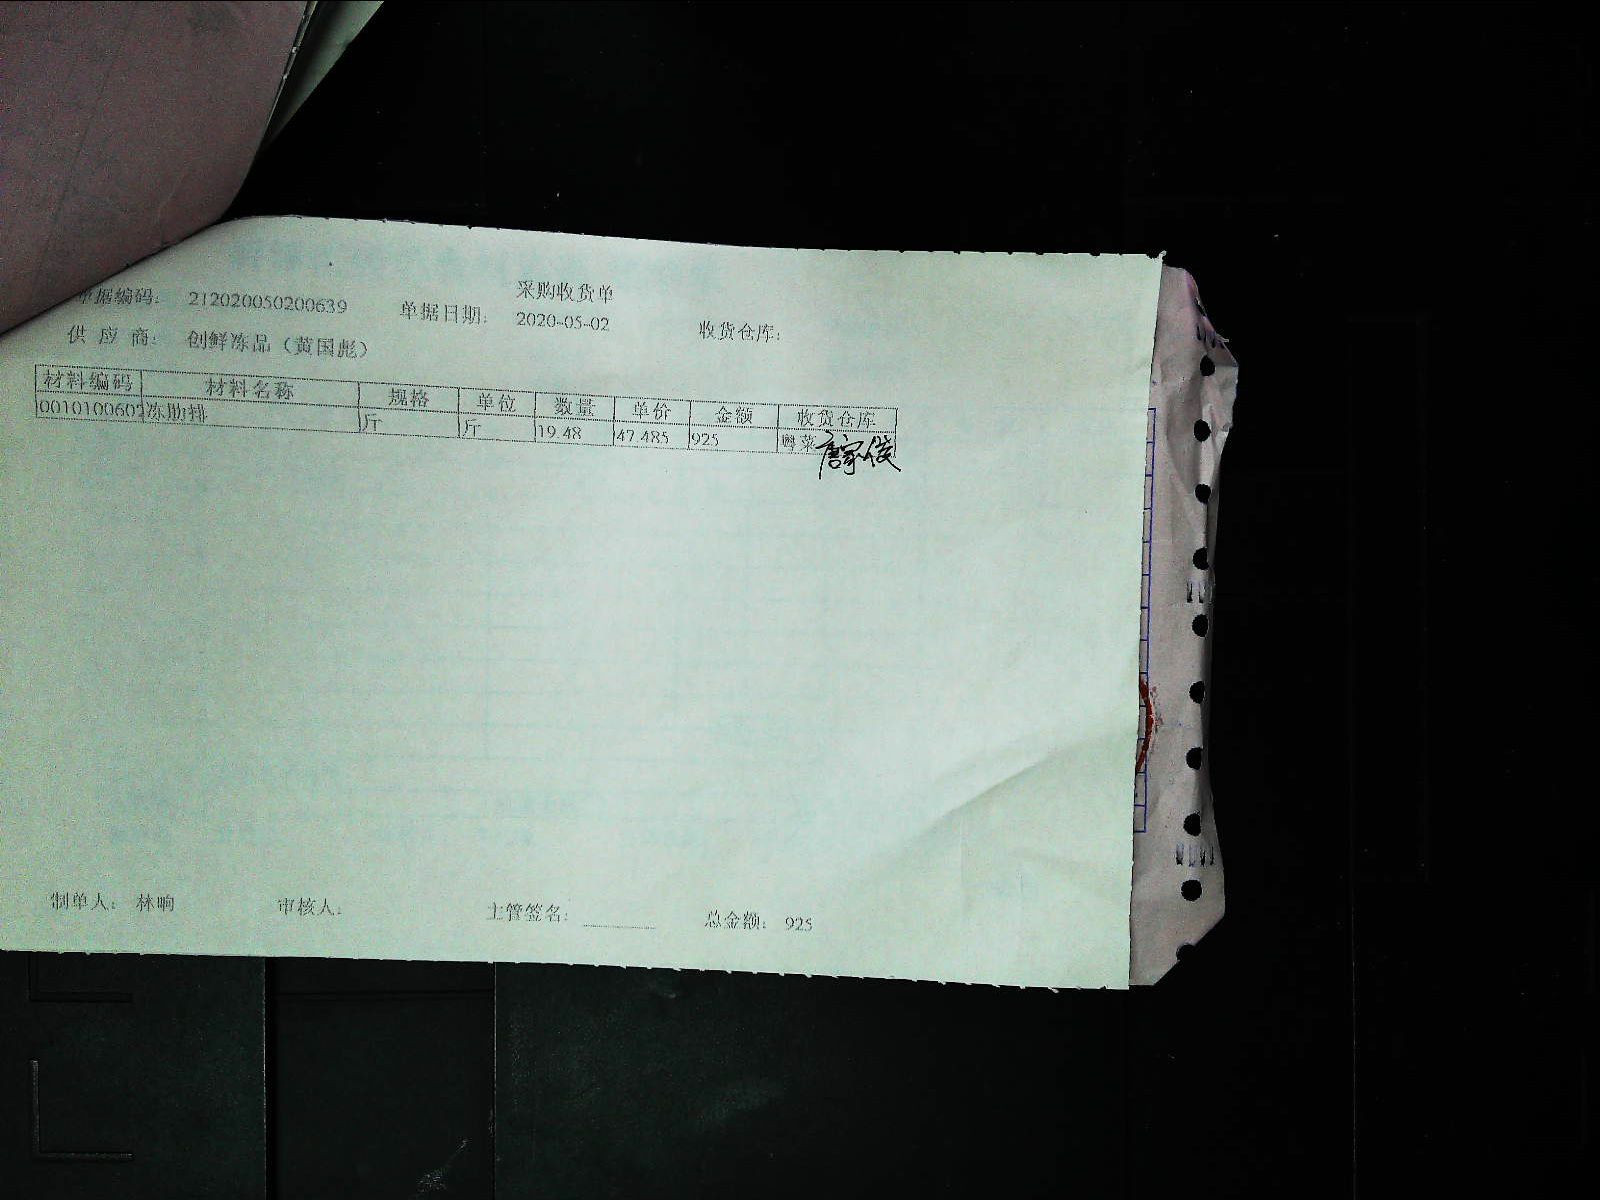 采购收货单
单据编码： 212020050200639 单据日期： 2020-05-02 收货仓库：
供 应 商： 创鲜冻品（黄国彪）
材料编码 材料名称 规格 单位 数量 单价 金额 收货仓库
0010100602 冻肋排 斤 斤 19.48 47.485 925 粤菜
唐家俊
制单人： 林晌 审核人： 主管签名： 总金额： 925